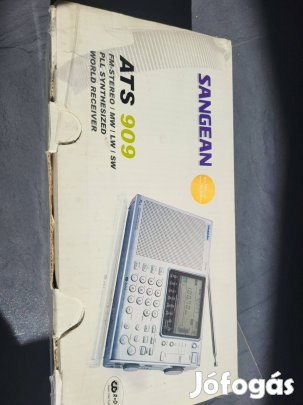 SANGEAN
ATS 909
FM-STEREO / MW / LW / SW
PLL SYNTHESIZED
WORLD RECEIVER
Jófogás